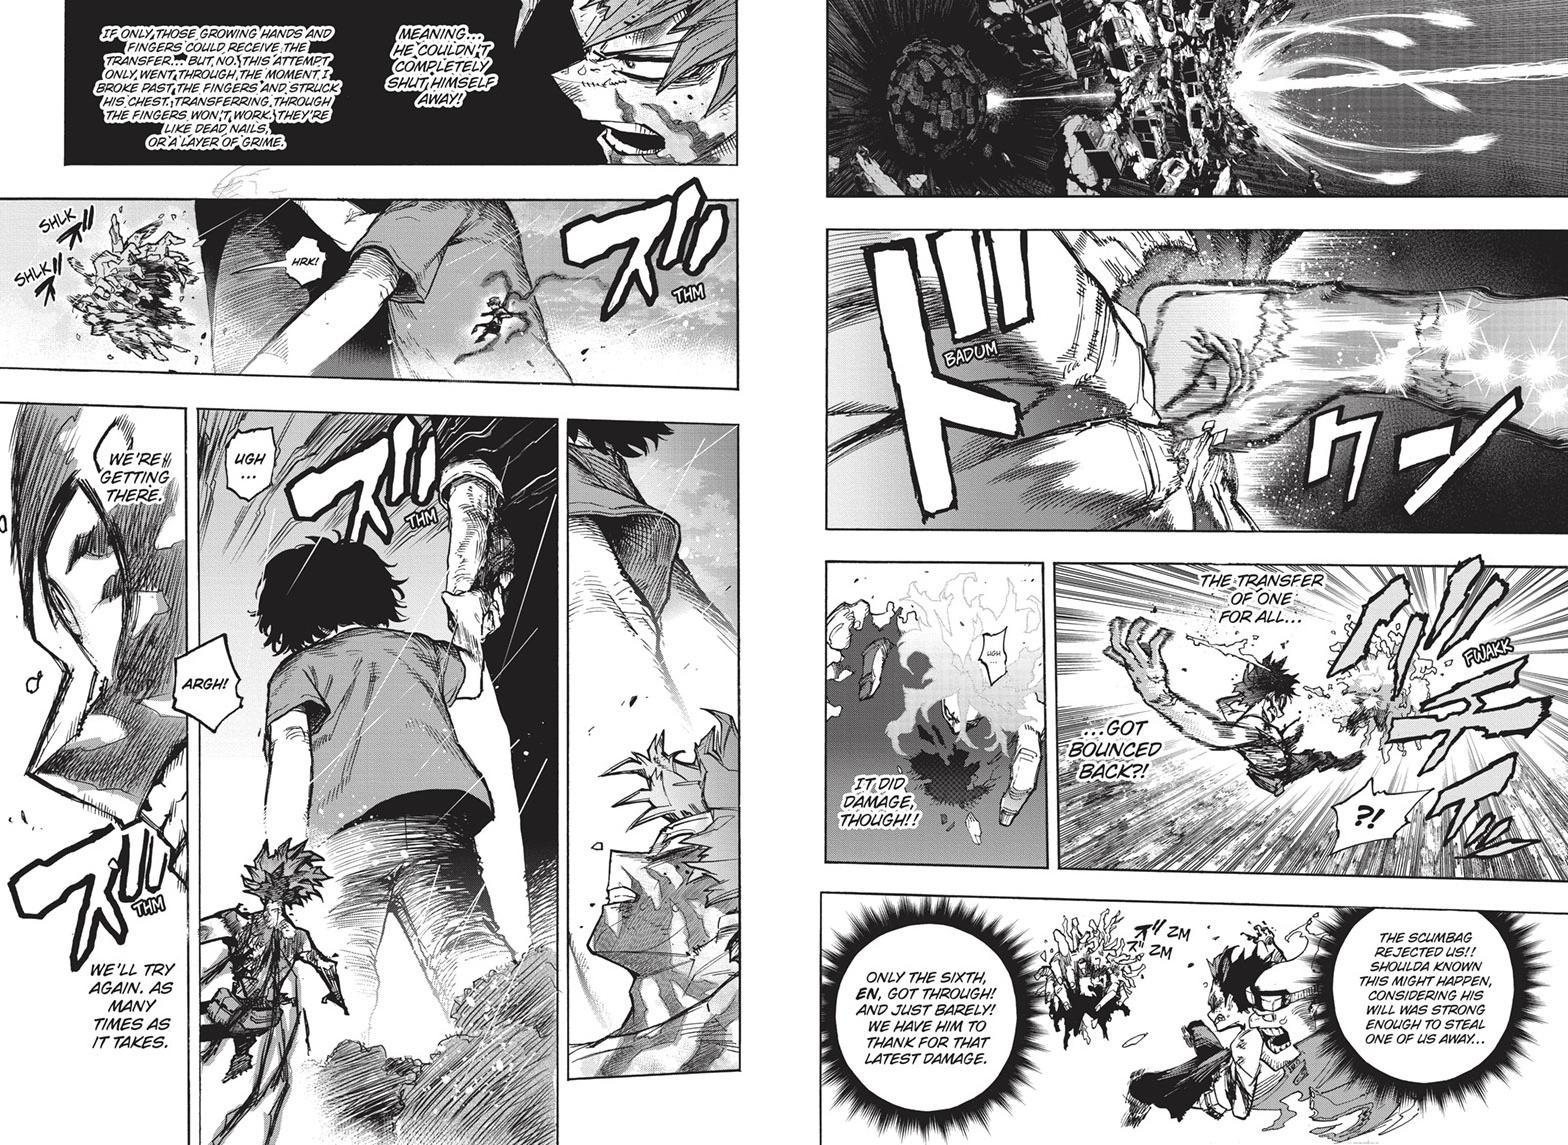 ドクン
BADUM
THE TRANSFER
OF ONE
FOR ALL...
FWAKK
...GOT
BOUNCED
BACK?!
?!
UGH
IT DID
DAMAGE,
THOUGH!!
THE SCUMBAG
REJECTED US!!
SHOULDA KNOWN
THIS MIGHT HAPPEN,
CONSIDERING HIS
WILL WAS STRONG
ENOUGH TO STEAL
ONE OF US AWAY...
ZM
ZM
ONLY THE SIXTH,
EN, GOT THROUGH!
AND JUST BARELY!
WE HAVE HIM TO
THANK FOR THAT
LATEST DAMAGE.
MEANING...
HE COULDN'T
COMPLETELY
SHUT HIMSELF
AWAY!
IF ONLY THOSE GROWING HANDS AND
FINGERS COULD RECEIVE THE
TRANSFER... BUT, NO. THIS ATTEMPT
ONLY WENT THROUGH THE MOMENT I
BROKE PAST THE FINGERS AND STRUCK
HIS CHEST. TRANSFERRING THROUGH
THE FINGERS WON'T WORK. THEY'RE
LIKE DEAD NAILS,
OR A LAYER OF GRIME.
THM
HRK!
SHLK
SHLK
THM
UGH
...
ARGH!
WE'RE
GETTING
THERE.
THM
WE'LL TRY
AGAIN. AS
MANY
TIMES AS
IT TAKES.